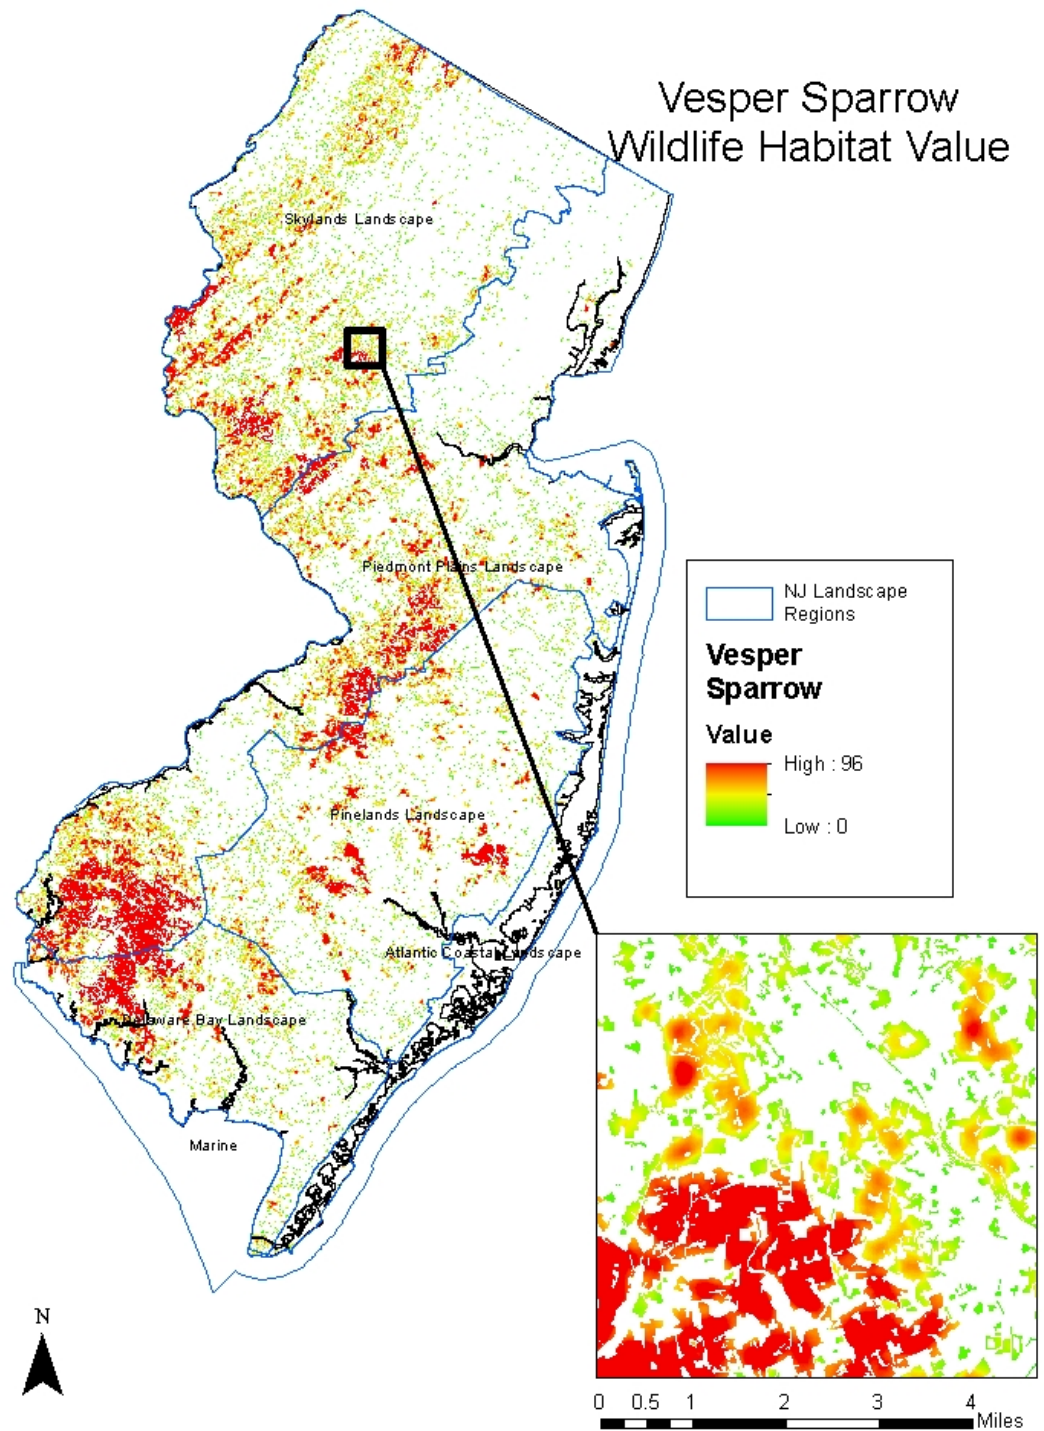 Vesper Sparrow
Wildlife Habitat Value
Skylands Landscape
Piedmont Plains Landscape
NJ Landscape
Regions
Vesper
Sparrow
Value
High : 96
Low : 0
Pinelands Landscape
Atlantic Coastal Landscape
Delaware Bay Landscape
Marine
N
0 0.5 1 2 3 4
Miles